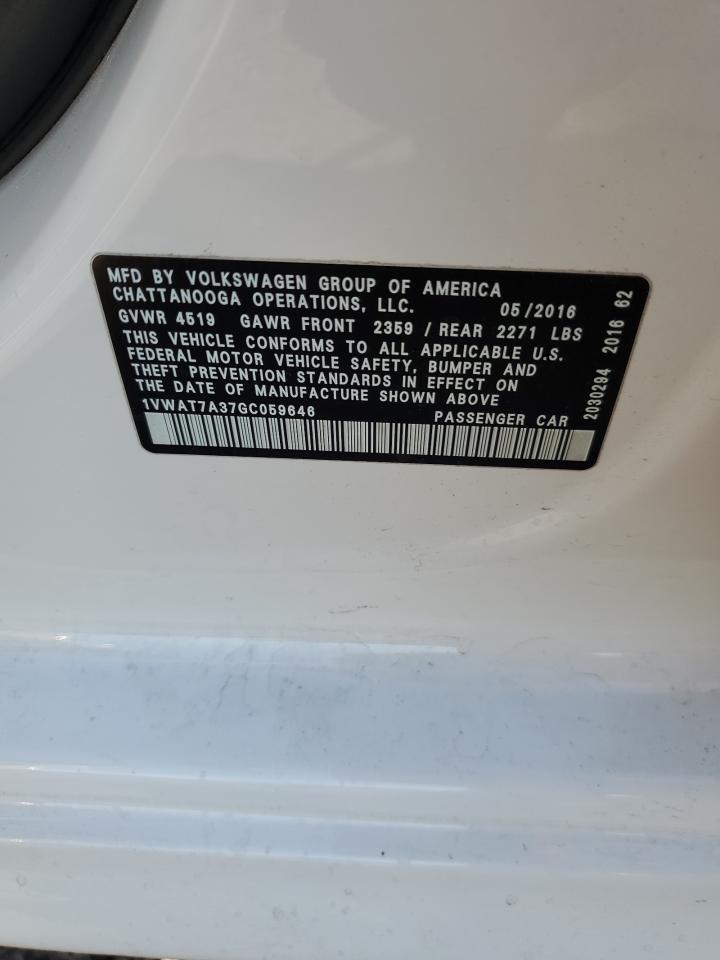 MFD BY VOLKSWAGEN GROUP OF AMERICA
CHATTANOOGA OPERATIONS, LLC. 05/2016
GVWR 4519 GAWR FRONT 2359 / REAR 2271 LBS
THIS VEHICLE CONFORMS TO ALL APPLICABLE U.S.
FEDERAL MOTOR VEHICLE SAFETY, BUMPER AND
THEFT PREVENTION STANDARDS IN EFFECT ON
THE DATE OF MANUFACTURE SHOWN ABOVE
1VWAT7A37GC059646 PASSENGER CAR
2030294 2016 62